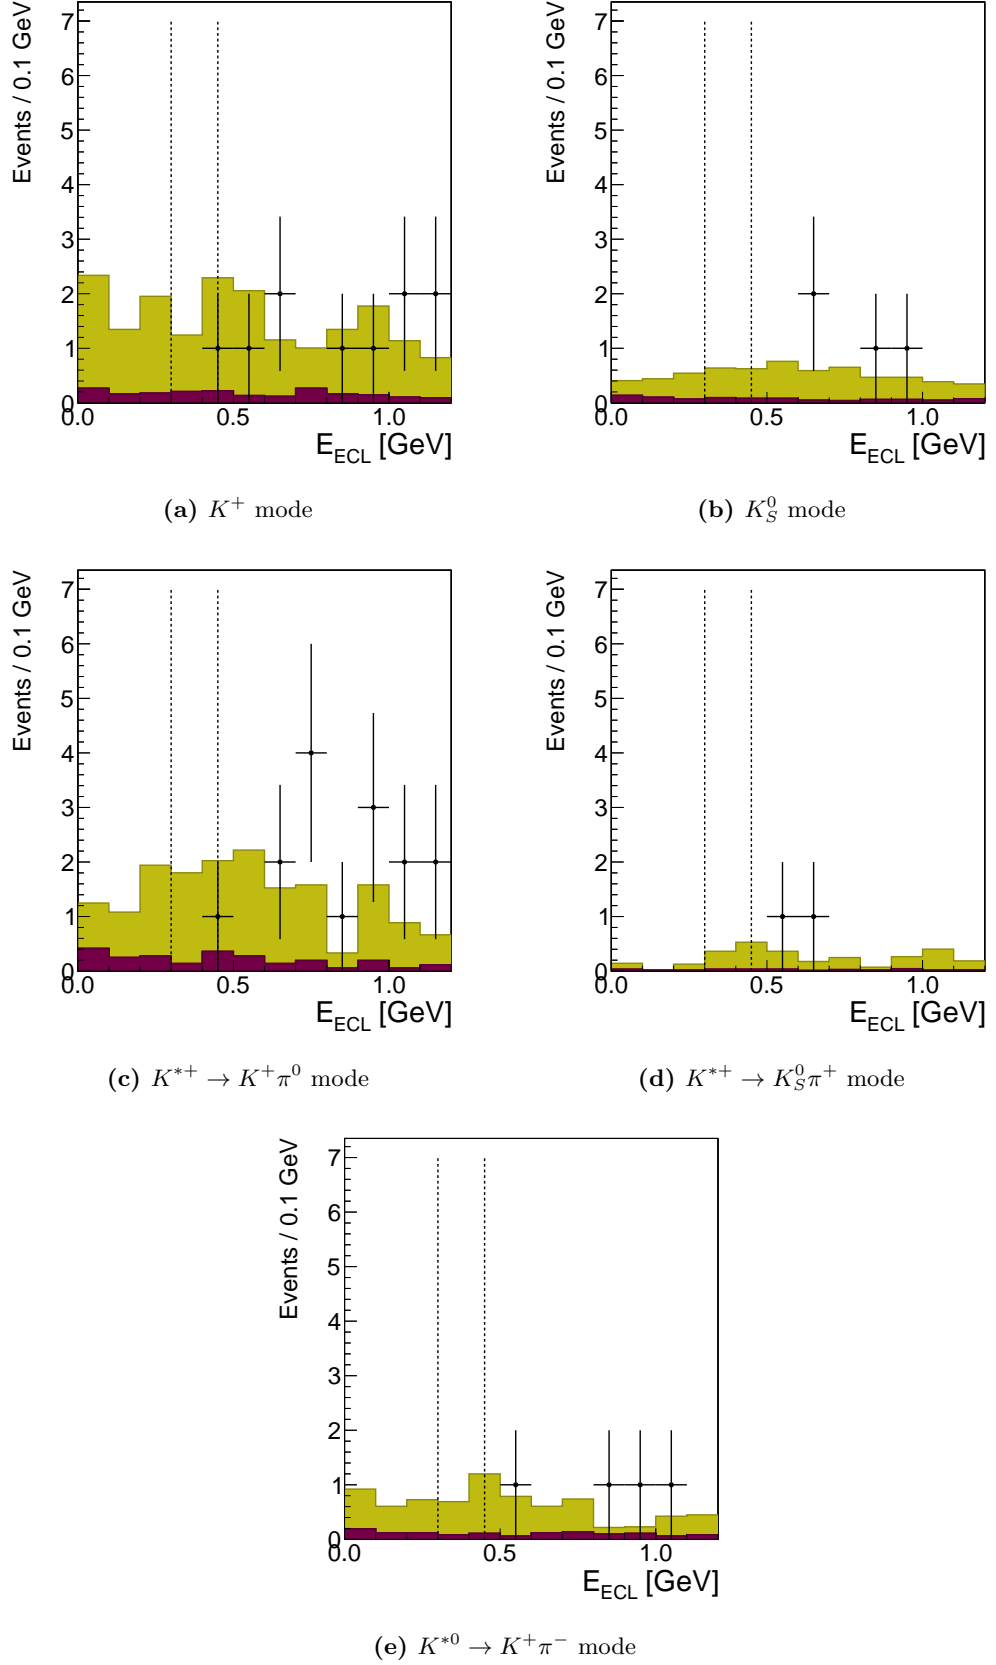 Events / 0.1 GeV
7
6
5
4
3
2
1
0
0.0 0.5 1.0
E_ECL [GeV]
(a) K⁺ mode
Events / 0.1 GeV
7
6
5
4
3
2
1
0
0.0 0.5 1.0
E_ECL [GeV]
(b) K_S^0 mode
Events / 0.1 GeV
7
6
5
4
3
2
1
0
0.0 0.5 1.0
E_ECL [GeV]
(c) K*⁺ → K⁺π⁰ mode
Events / 0.1 GeV
7
6
5
4
3
2
1
0
0.0 0.5 1.0
E_ECL [GeV]
(d) K*⁺ → K_S^0π⁺ mode
Events / 0.1 GeV
7
6
5
4
3
2
1
0
0.0 0.5 1.0
E_ECL [GeV]
(e) K*⁰ → K⁺π⁻ mode